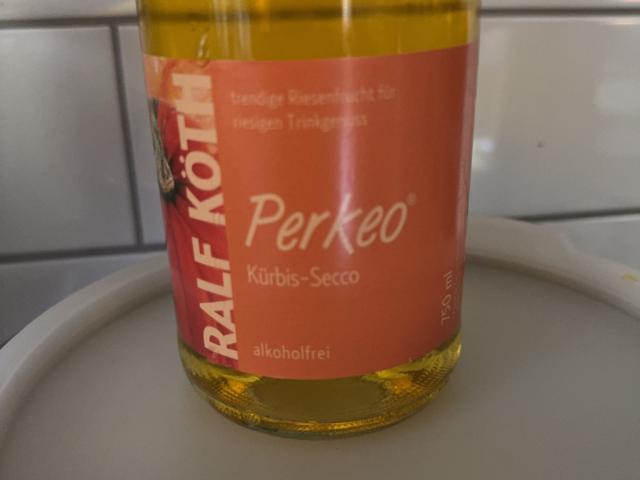 RALF KÖTH
trendige Riesenfrucht für
riesigen Trinkgenuss
Perkeo®
Kürbis-Secco
alkoholfrei
750 ml